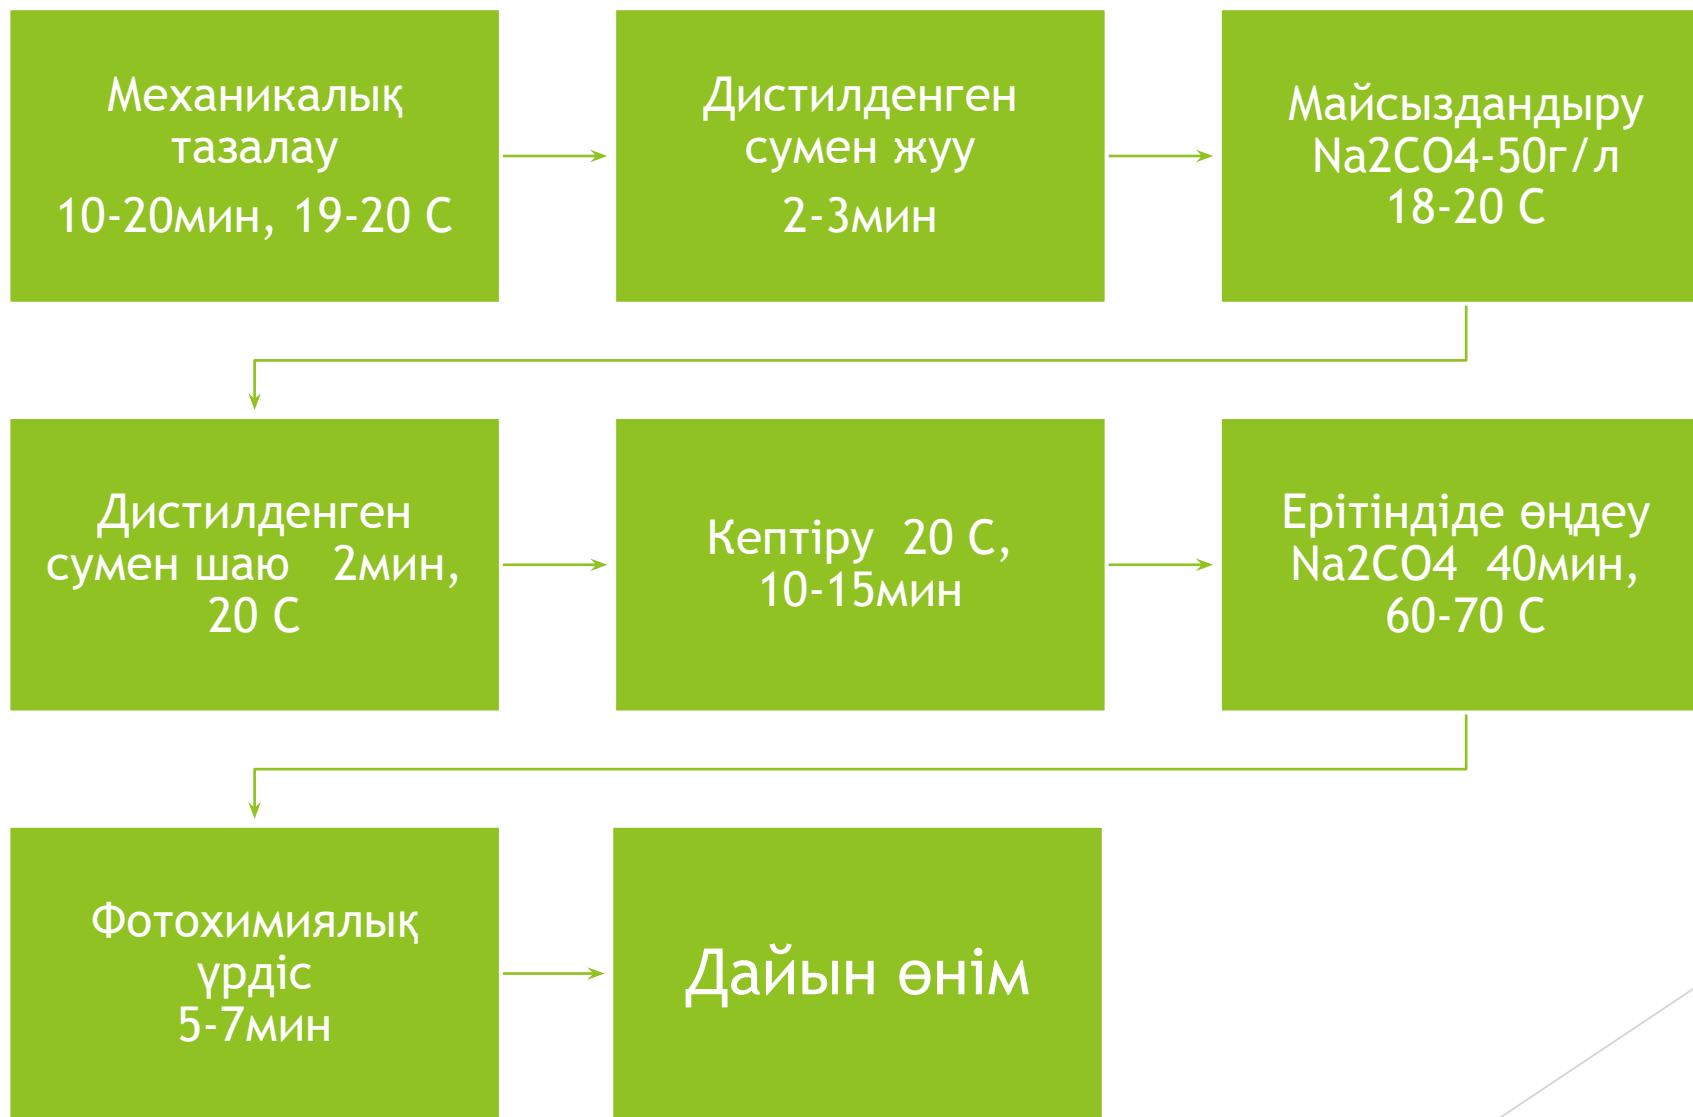 Механикалық
тазалау
10-20мин, 19-20 С
Дистилденген
сумен жуу
2-3мин
Майсыздандыру
Na2CO4-50г/л
18-20 С
Дистилденген
сумен шаю   2мин,
20 С
Кептіру  20 С,
10-15мин
Ерітіндіде өңдеу
Na2CO4  40мин,
60-70 С
Фотохимиялық
үрдіс
5-7мин
Дайын өнім